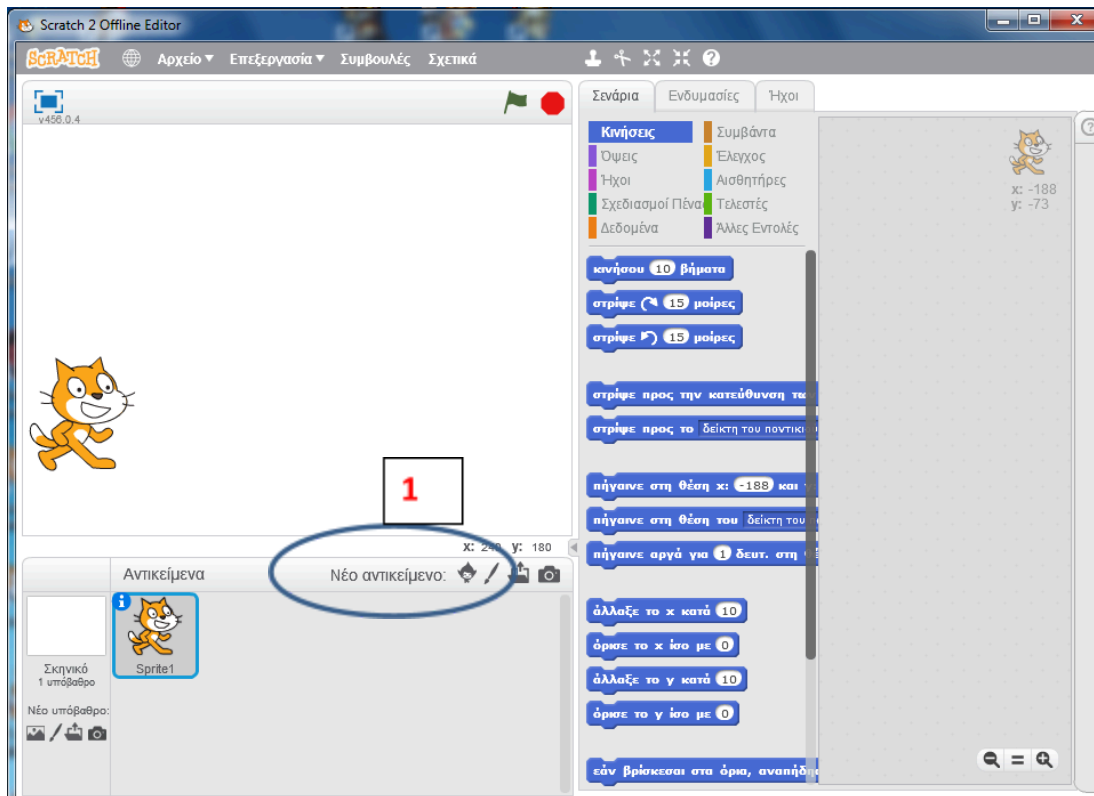 Scratch 2 Offline Editor
SCRATCH Αρχείο Επεξεργασία Συμβουλές Σχετικά
v456.0.4
Σενάρια Ενδυμασίες Ήχοι
Κινήσεις Συμβάντα
Όψεις Έλεγχος
Ήχοι Αισθητήρες
Σχεδιασμοί Πένας Τελεστές
Δεδομένα Άλλες Εντολές
x: -188
y: -73
κινήσου 10 βήματα
στρίψε 15 μοίρες
στρίψε 15 μοίρες
στρίψε προς την κατεύθυνση
στρίψε προς το δείκτη του
πήγαινε στη θέση x: -188 και
πήγαινε στη θέση του δείκτη του
πήγαινε αργά για 1 δευτ. στη
άλλαξε το x κατά 10
όρισε το x ίσο με 0
άλλαξε το y κατά 10
όρισε το y ίσο με 0
εάν βρίσκεσαι στα όρια,
1
x: 240 y: 180
Αντικείμενα Νέο αντικείμενο:
Sprite1
Σκηνικό
1 υπόβαθρο
Νέο υπόβαθρο: